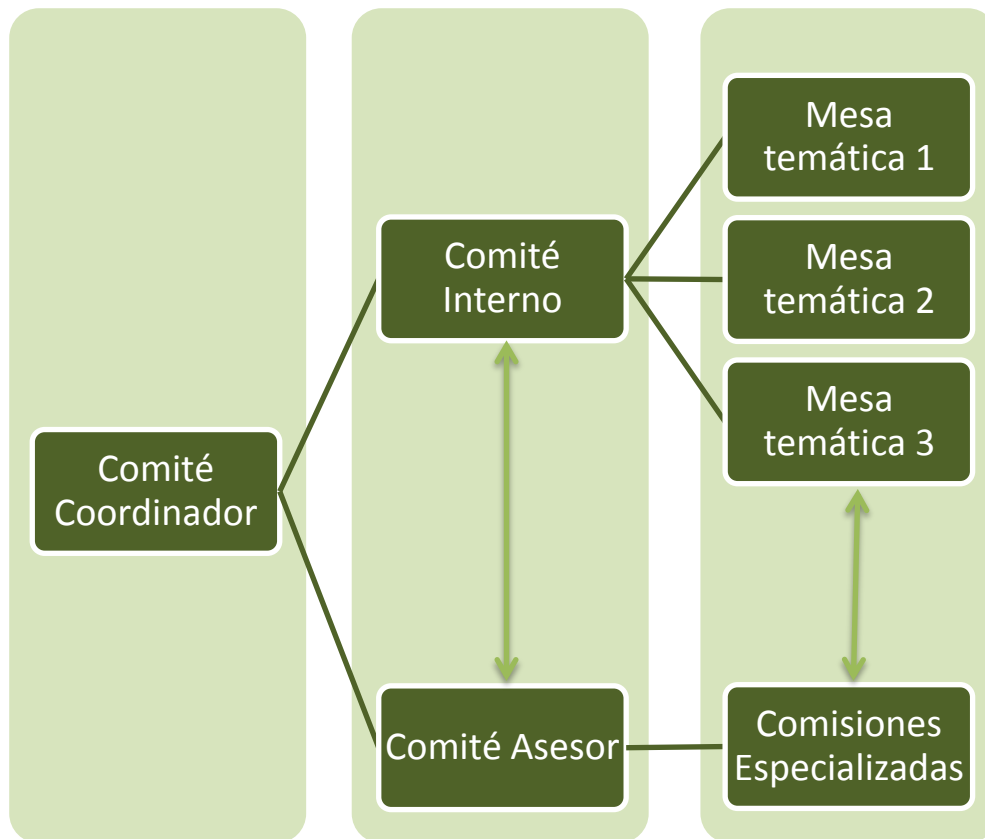 Comité
Coordinador
Comité
Interno
Comité Asesor
Mesa
temática 1
Mesa
temática 2
Mesa
temática 3
Comisiones
Especializadas